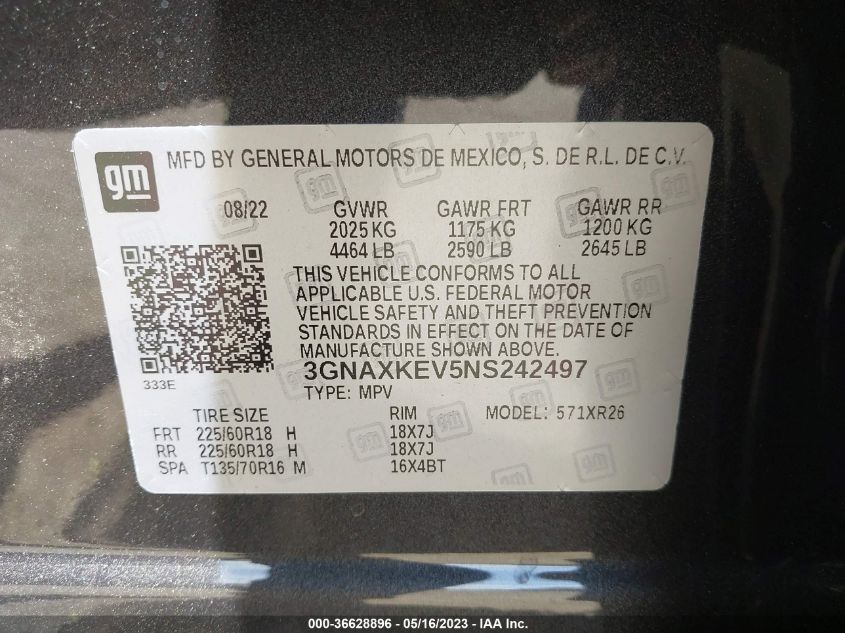 gm
MFD BY GENERAL MOTORS DE MEXICO, S. DE R.L. DE C.V.
08/22 GVWR GAWR FRT GAWR RR
2025 KG 1175 KG 1200 KG
4464 LB 2590 LB 2645 LB
THIS VEHICLE CONFORMS TO ALL
APPLICABLE U.S. FEDERAL MOTOR
VEHICLE SAFETY AND THEFT PREVENTION
STANDARDS IN EFFECT ON THE DATE OF
MANUFACTURE SHOWN ABOVE.
333E
3GNAXKEV5NS242497
TYPE: MPV
TIRE SIZE RIM MODEL: 571XR26
FRT 225/60R18 H 18X7J
RR 225/60R18 H 18X7J
SPA T135/70R16 M 16X4BT
000-36628896 - 05/16/2023 - IAA Inc.